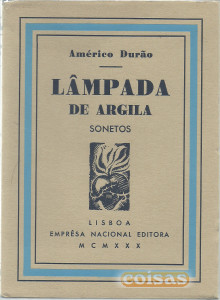 Américo Durão
LÂMPADA
DE ARGILA
SONETOS
LISBOA
EMPRÊSA NACIONAL EDITORA
MCMXXX
coisas